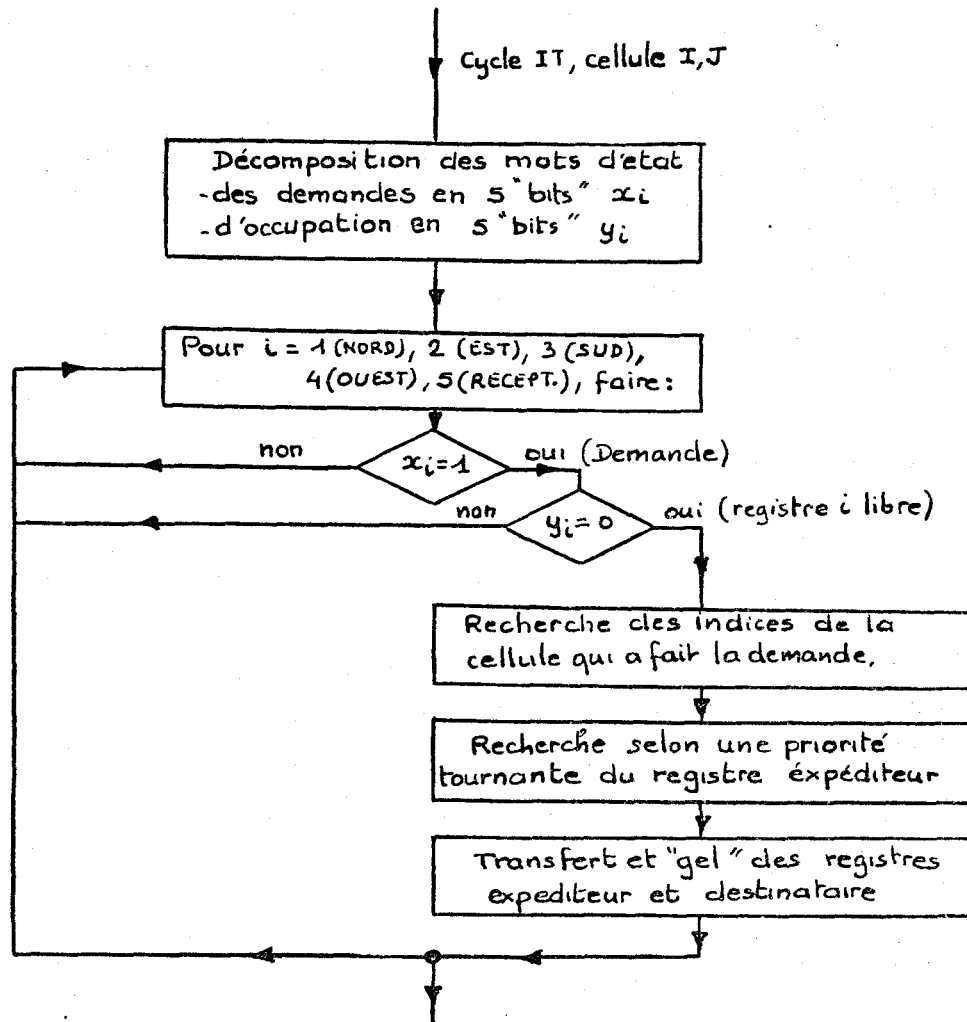 Cycle IT, cellule I,J
Décomposition des mots d'etat
-des demandes en 5 "bits" xi
-d'occupation en 5 "bits" yi
Pour i = 1 (NORD), 2 (EST), 3 (SUD),
4 (OUEST), 5 (RECEPT.), faire:
non
xi=1
oui (Demande)
non
yi=0
oui (registre i libre)
Recherche des indices de la
cellule qui a fait la demande.
Recherche selon une priorité
tournante du registre éxpéditeur
Transfert et "gel" des registres
expediteur et destinataire